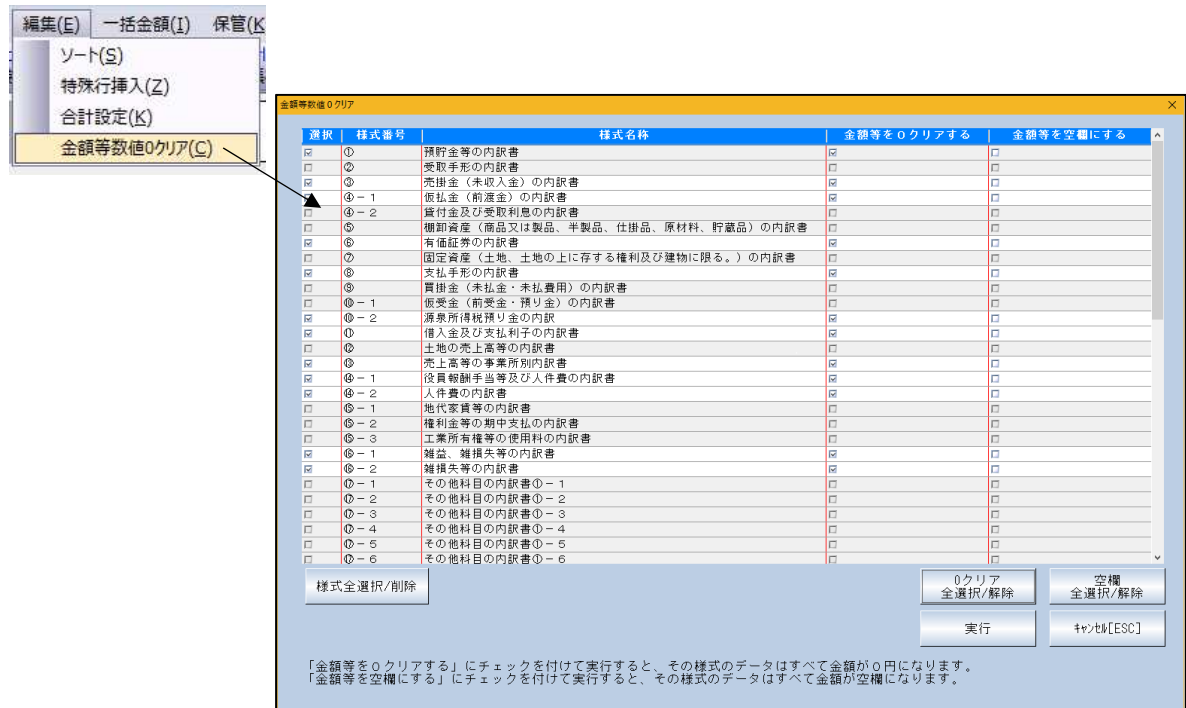 編集(E) 一括金額(I) 保管(K
ソート(S)
特殊行挿入(Z)
合計設定(K)
金額等数値0クリア(C)
金額等数値0クリア
選択 様式番号 様式名称 金額等を0クリアする 金額等を空欄にする
① 預貯金等の内訳書
② 受取手形の内訳書
③ 売掛金(未収入金)の内訳書
④-1 仮払金(前渡金)の内訳書
④-2 貸付金及び受取利息の内訳書
⑤ 棚卸資産(商品又は製品、半製品、仕掛品、原材料、貯蔵品)の内訳書
⑥ 有価証券の内訳書
⑦ 固定資産(土地、土地の上に存する権利及び建物に限る。)の内訳書
⑧ 支払手形の内訳書
⑨ 買掛金(未払金・未払費用)の内訳書
⑩-1 仮受金(前受金・預り金)の内訳書
⑩-2 源泉所得税預り金の内訳
⑪ 借入金及び支払利子の内訳書
⑫ 土地の売上高等の内訳書
⑬ 売上高等の事業所別内訳書
⑭-1 役員報酬手当等及び人件費の内訳書
⑭-2 人件費の内訳書
⑮-1 地代家賃等の内訳書
⑮-2 権利金等の期中支払の内訳書
⑮-3 工業所有権等の使用料の内訳書
⑯-1 雑益、雑損失等の内訳書
⑯-2 雑損失等の内訳書
⑰-1 その他科目の内訳書①-1
⑰-2 その他科目の内訳書①-2
⑰-3 その他科目の内訳書①-3
⑰-4 その他科目の内訳書①-4
⑰-5 その他科目の内訳書①-5
⑰-6 その他科目の内訳書①-6
様式全選択/削除
0クリア
全選択/解除
空欄
全選択/解除
実行
キャンセル[ESC]
「金額等を0クリアする」にチェックを付けて実行すると、その様式のデータはすべて金額が0円になります。
「金額等を空欄にする」にチェックを付けて実行すると、その様式のデータはすべて金額が空欄になります。